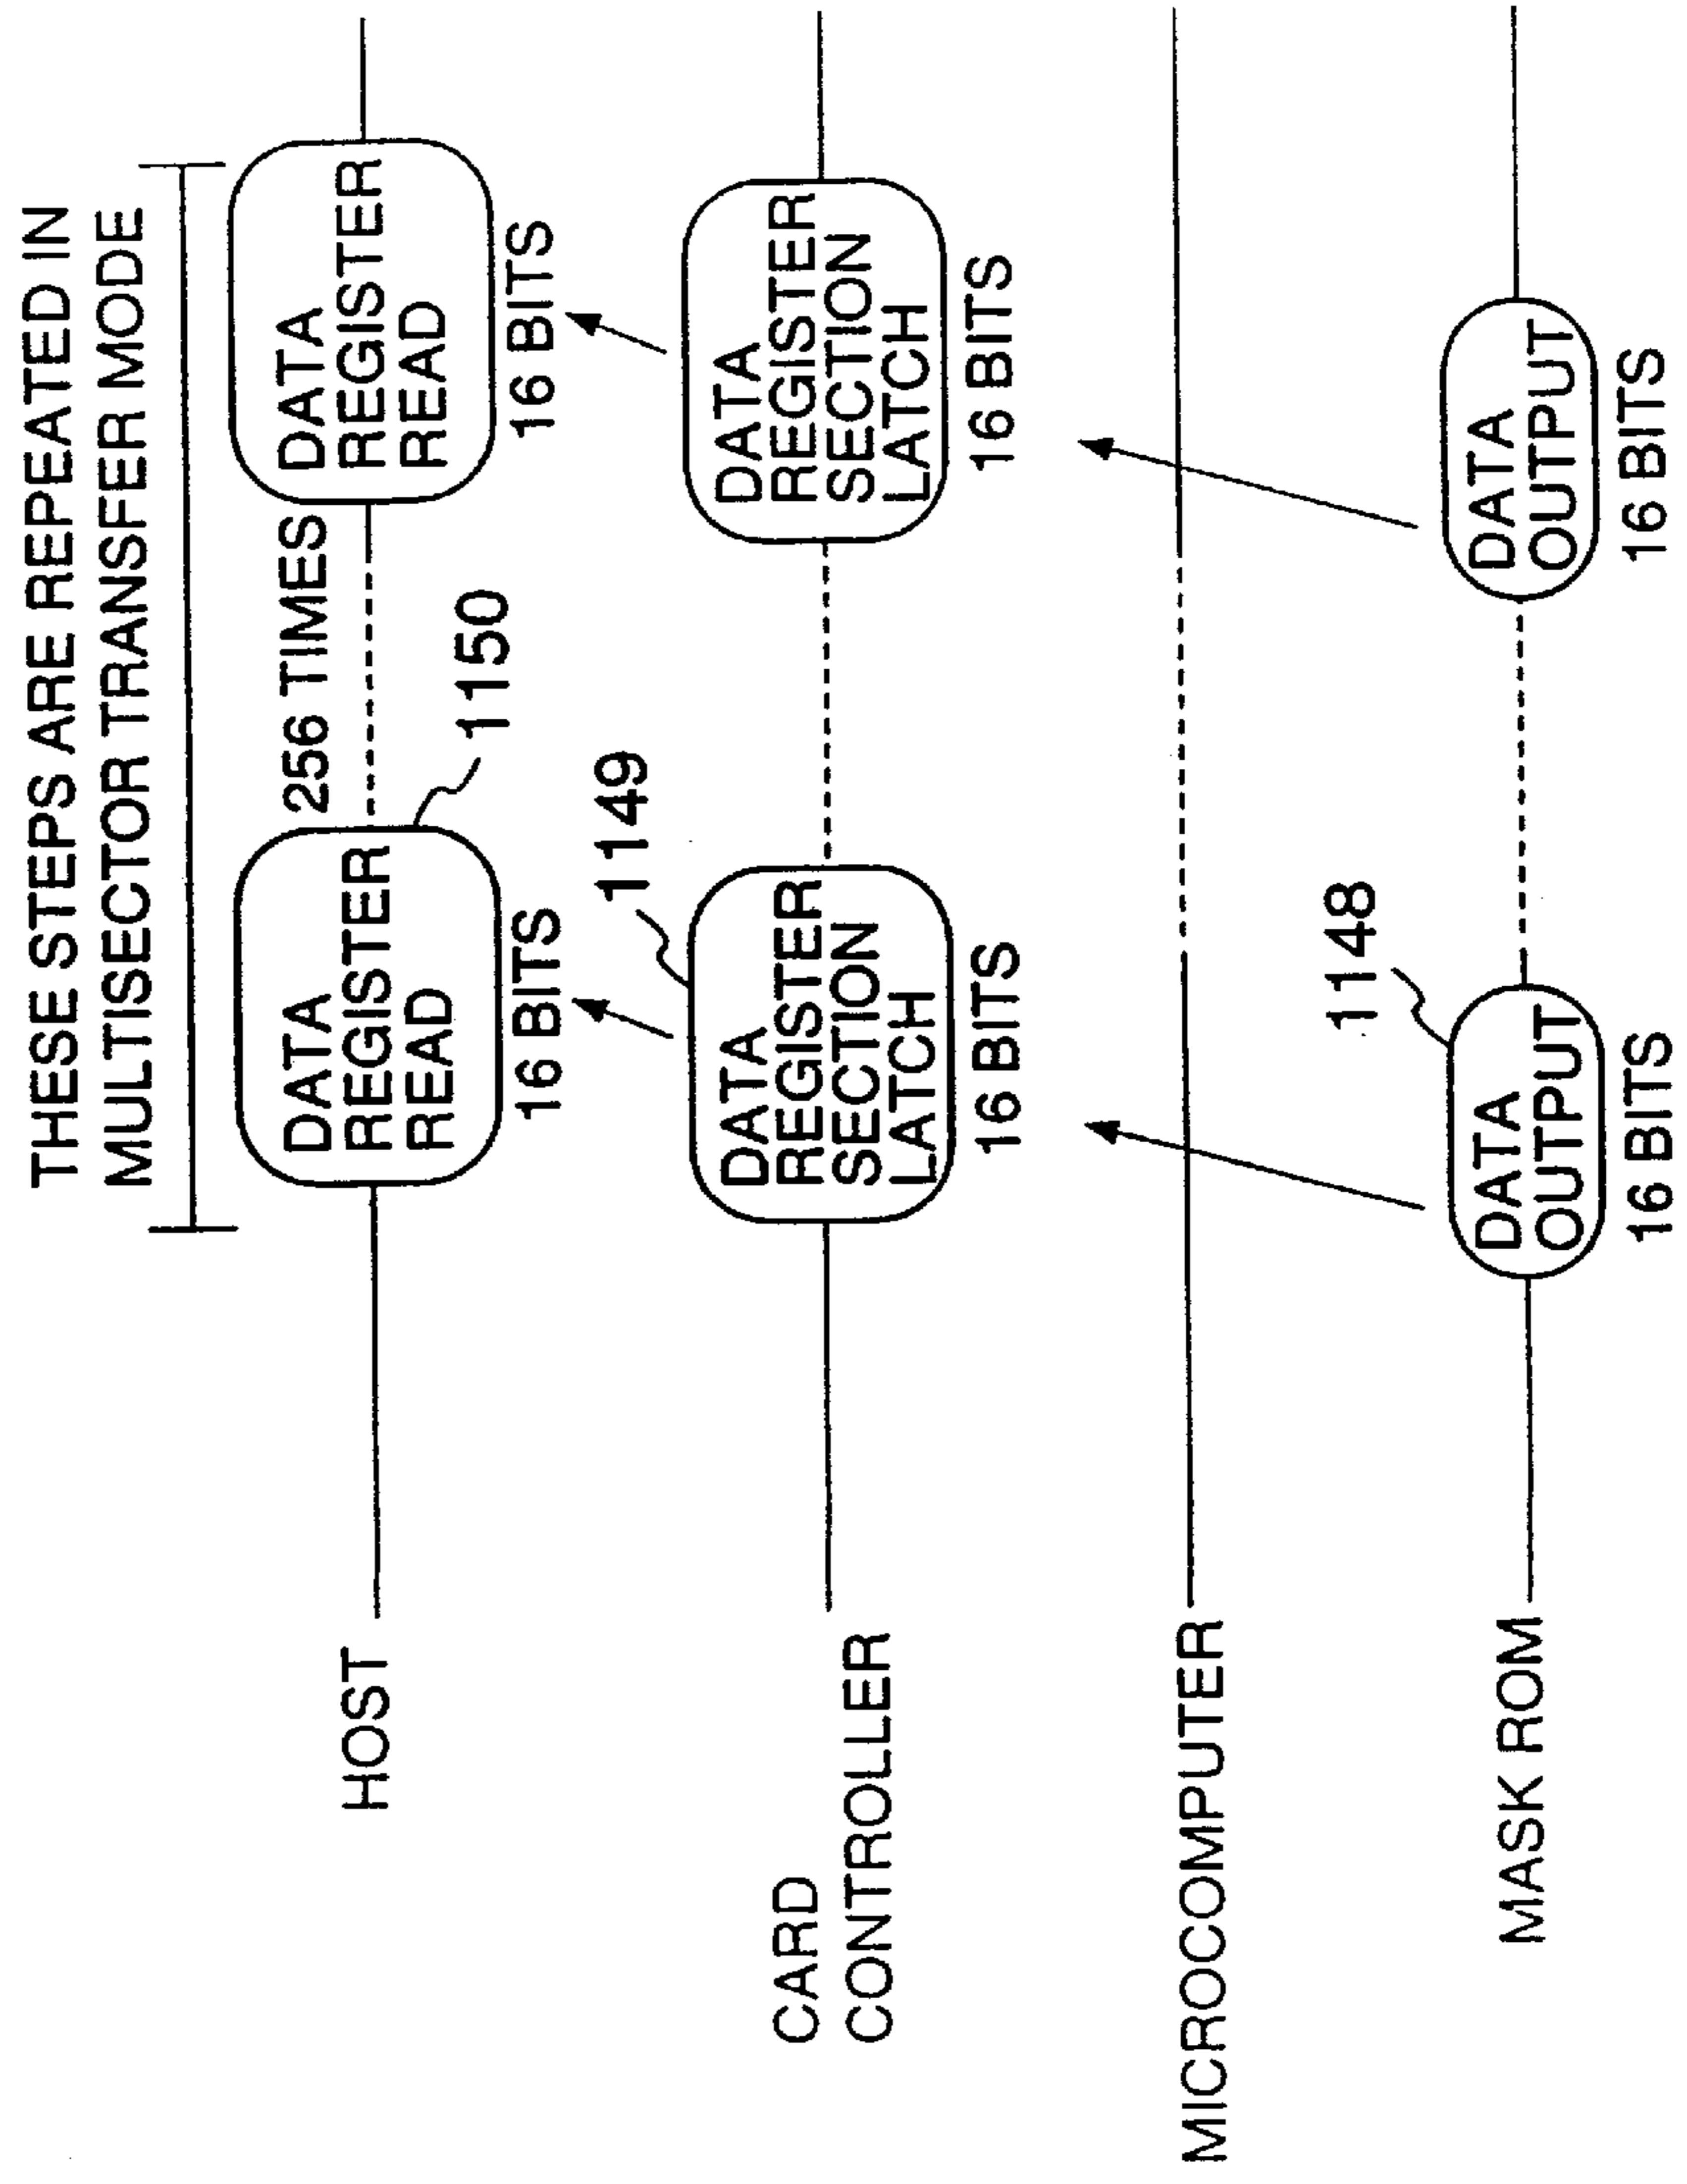 THESE STEPS ARE REPEATED IN
MULTISECTOR TRANSFER MODE
HOST
DATA
REGISTER
READ
16 BITS
256 TIMES
1150
DATA
REGISTER
READ
16 BITS
CARD
CONTROLLER
1149
DATA
REGISTER
SECTION
LATCH
16 BITS
DATA
REGISTER
SECTION
LATCH
16 BITS
MICROCOMPUTER
MASK ROM
1148
DATA
OUTPUT
16 BITS
DATA
OUTPUT
16 BITS